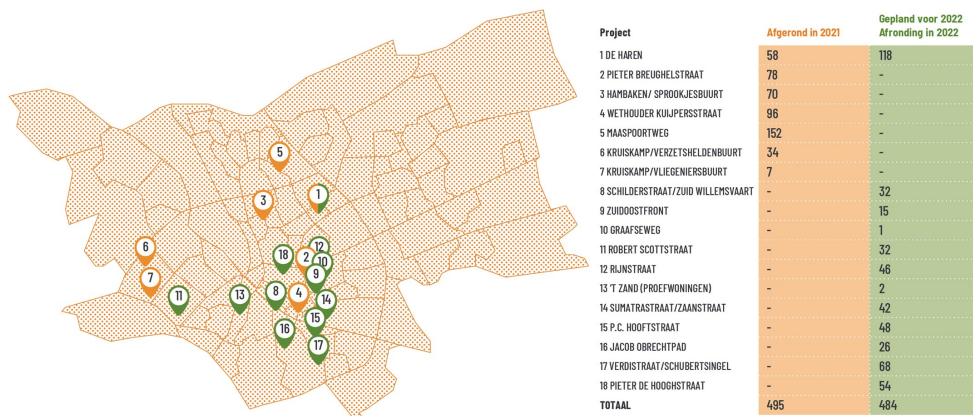 5
1
3
6
12
18
2
10
7
9
11
13
8
4
14
15
16
17
Gepland voor 2022
Project Afgerond in 2021 Afronding in 2022
1 DE HAREN 58 118
2 PIETER BREUGHELSTRAAT 78 -
3 HAMBAKEN/ SPROOKJESBUURT 70 -
4 WETHOUDER KUIJPERSSTRAAT 96 -
5 MAASPOORTWEG 152 -
6 KRUISKAMP/VERZETSHELDENBUURT 34 -
7 KRUISKAMP/VLIEGENIERSBUURT 7 -
8 SCHILDERSTRAAT/ZUID WILLEMSVAART - 32
9 ZUIDOOSTFRONT - 15
10 GRAAFSEWEG - 1
11 ROBERT SCOTTSTRAAT - 32
12 RIJNSTRAAT - 46
13 'T ZAND (PROEFWONINGEN) - 2
14 SUMATRASTRAAT/ZAANSTRAAT - 42
15 P.C. HOOFTSTRAAT - 48
16 JACOB OBRECHTPAD - 26
17 VERDISTRAAT/SCHUBERTSINGEL - 68
18 PIETER DE HOOGHSTRAAT - 54
TOTAAL 495 484